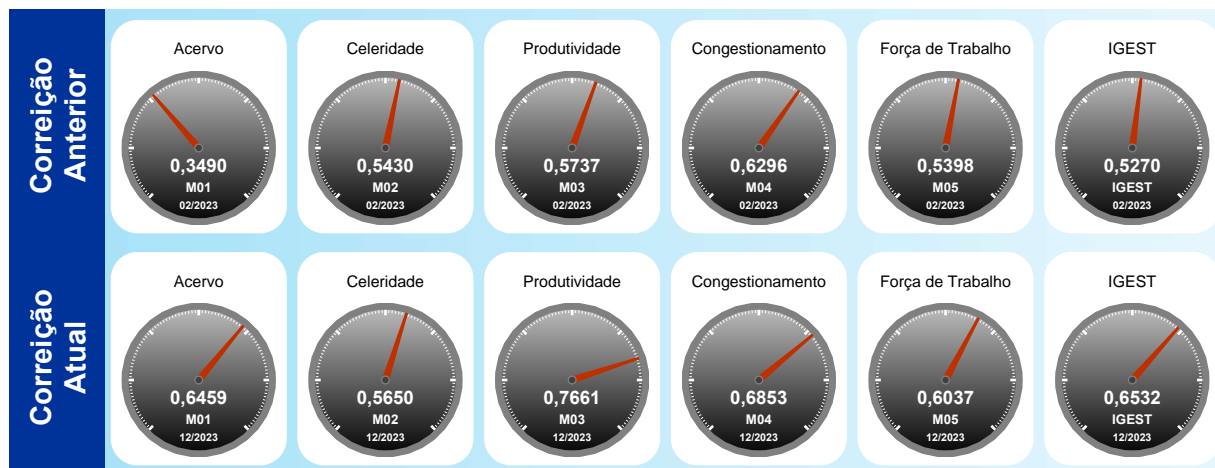 Correição
Anterior
Acervo
0,3490
M01
02/2023
Celeridade
0,5430
M02
02/2023
Produtividade
0,5737
M03
02/2023
Congestionamento
0,6296
M04
02/2023
Força de Trabalho
0,5398
M05
02/2023
IGEST
0,5270
IGEST
02/2023
Correição
Atual
Acervo
0,6459
M01
12/2023
Celeridade
0,5650
M02
12/2023
Produtividade
0,7661
M03
12/2023
Congestionamento
0,6853
M04
12/2023
Força de Trabalho
0,6037
M05
12/2023
IGEST
0,6532
IGEST
12/2023